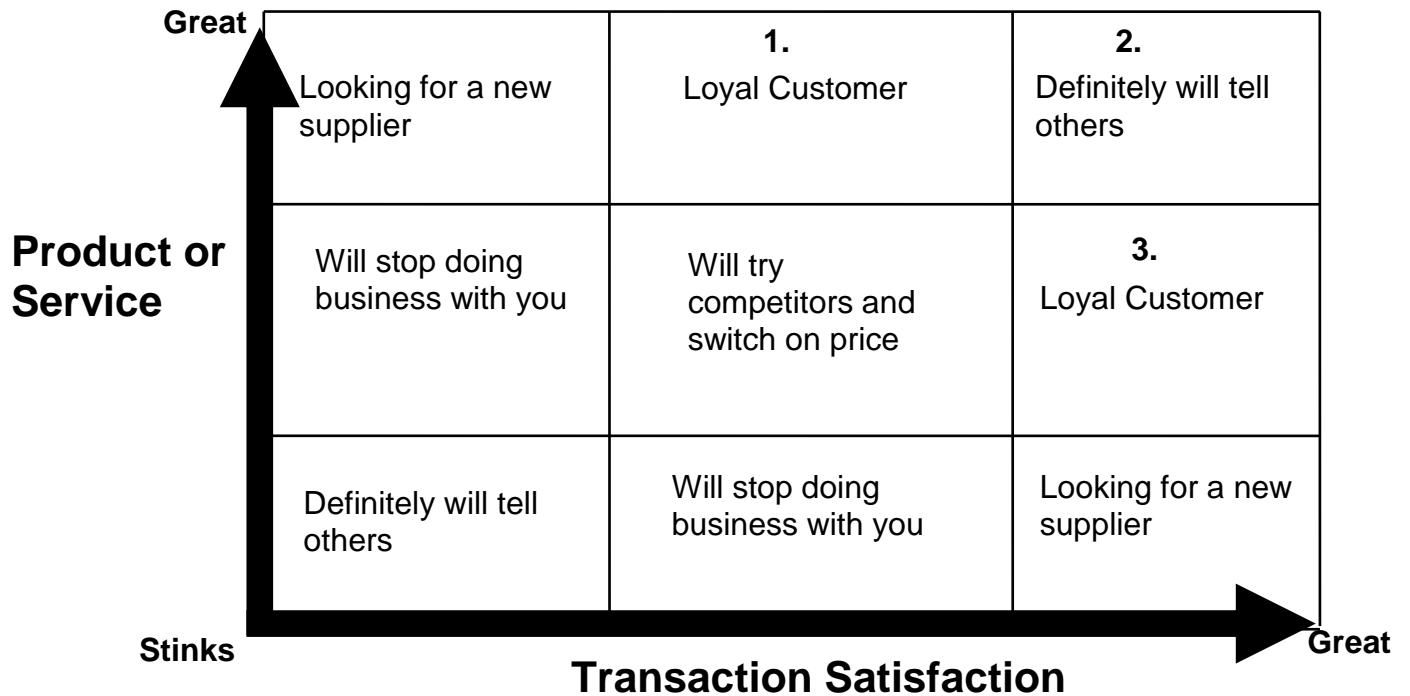 Great
1.
2.
Looking for a new
supplier
Loyal Customer
Definitely will tell
others
Product or
Service
Will stop doing
business with you
Will try
competitors and
switch on price
3.
Loyal Customer
Definitely will tell
others
Will stop doing
business with you
Looking for a new
supplier
Stinks
Great
Transaction Satisfaction